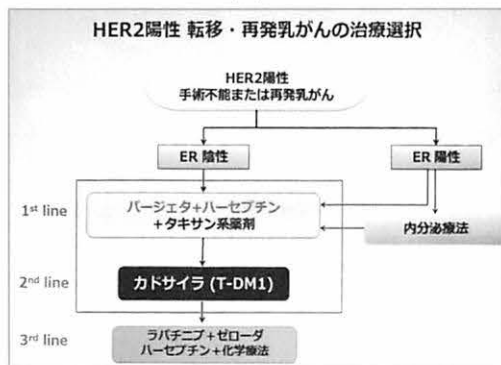 HER2陽性 転移・再発乳がんの治療選択
HER2陽性
手術不能または再発乳がん
ER 陰性
ER 陽性
1st line
パージェタ+ハーセプチン
+タキサン系薬剤
内分泌療法
2nd line
カドサイラ (T-DM1)
3rd line
ラパチニブ+ゼローダ
ハーセプチン+化学療法